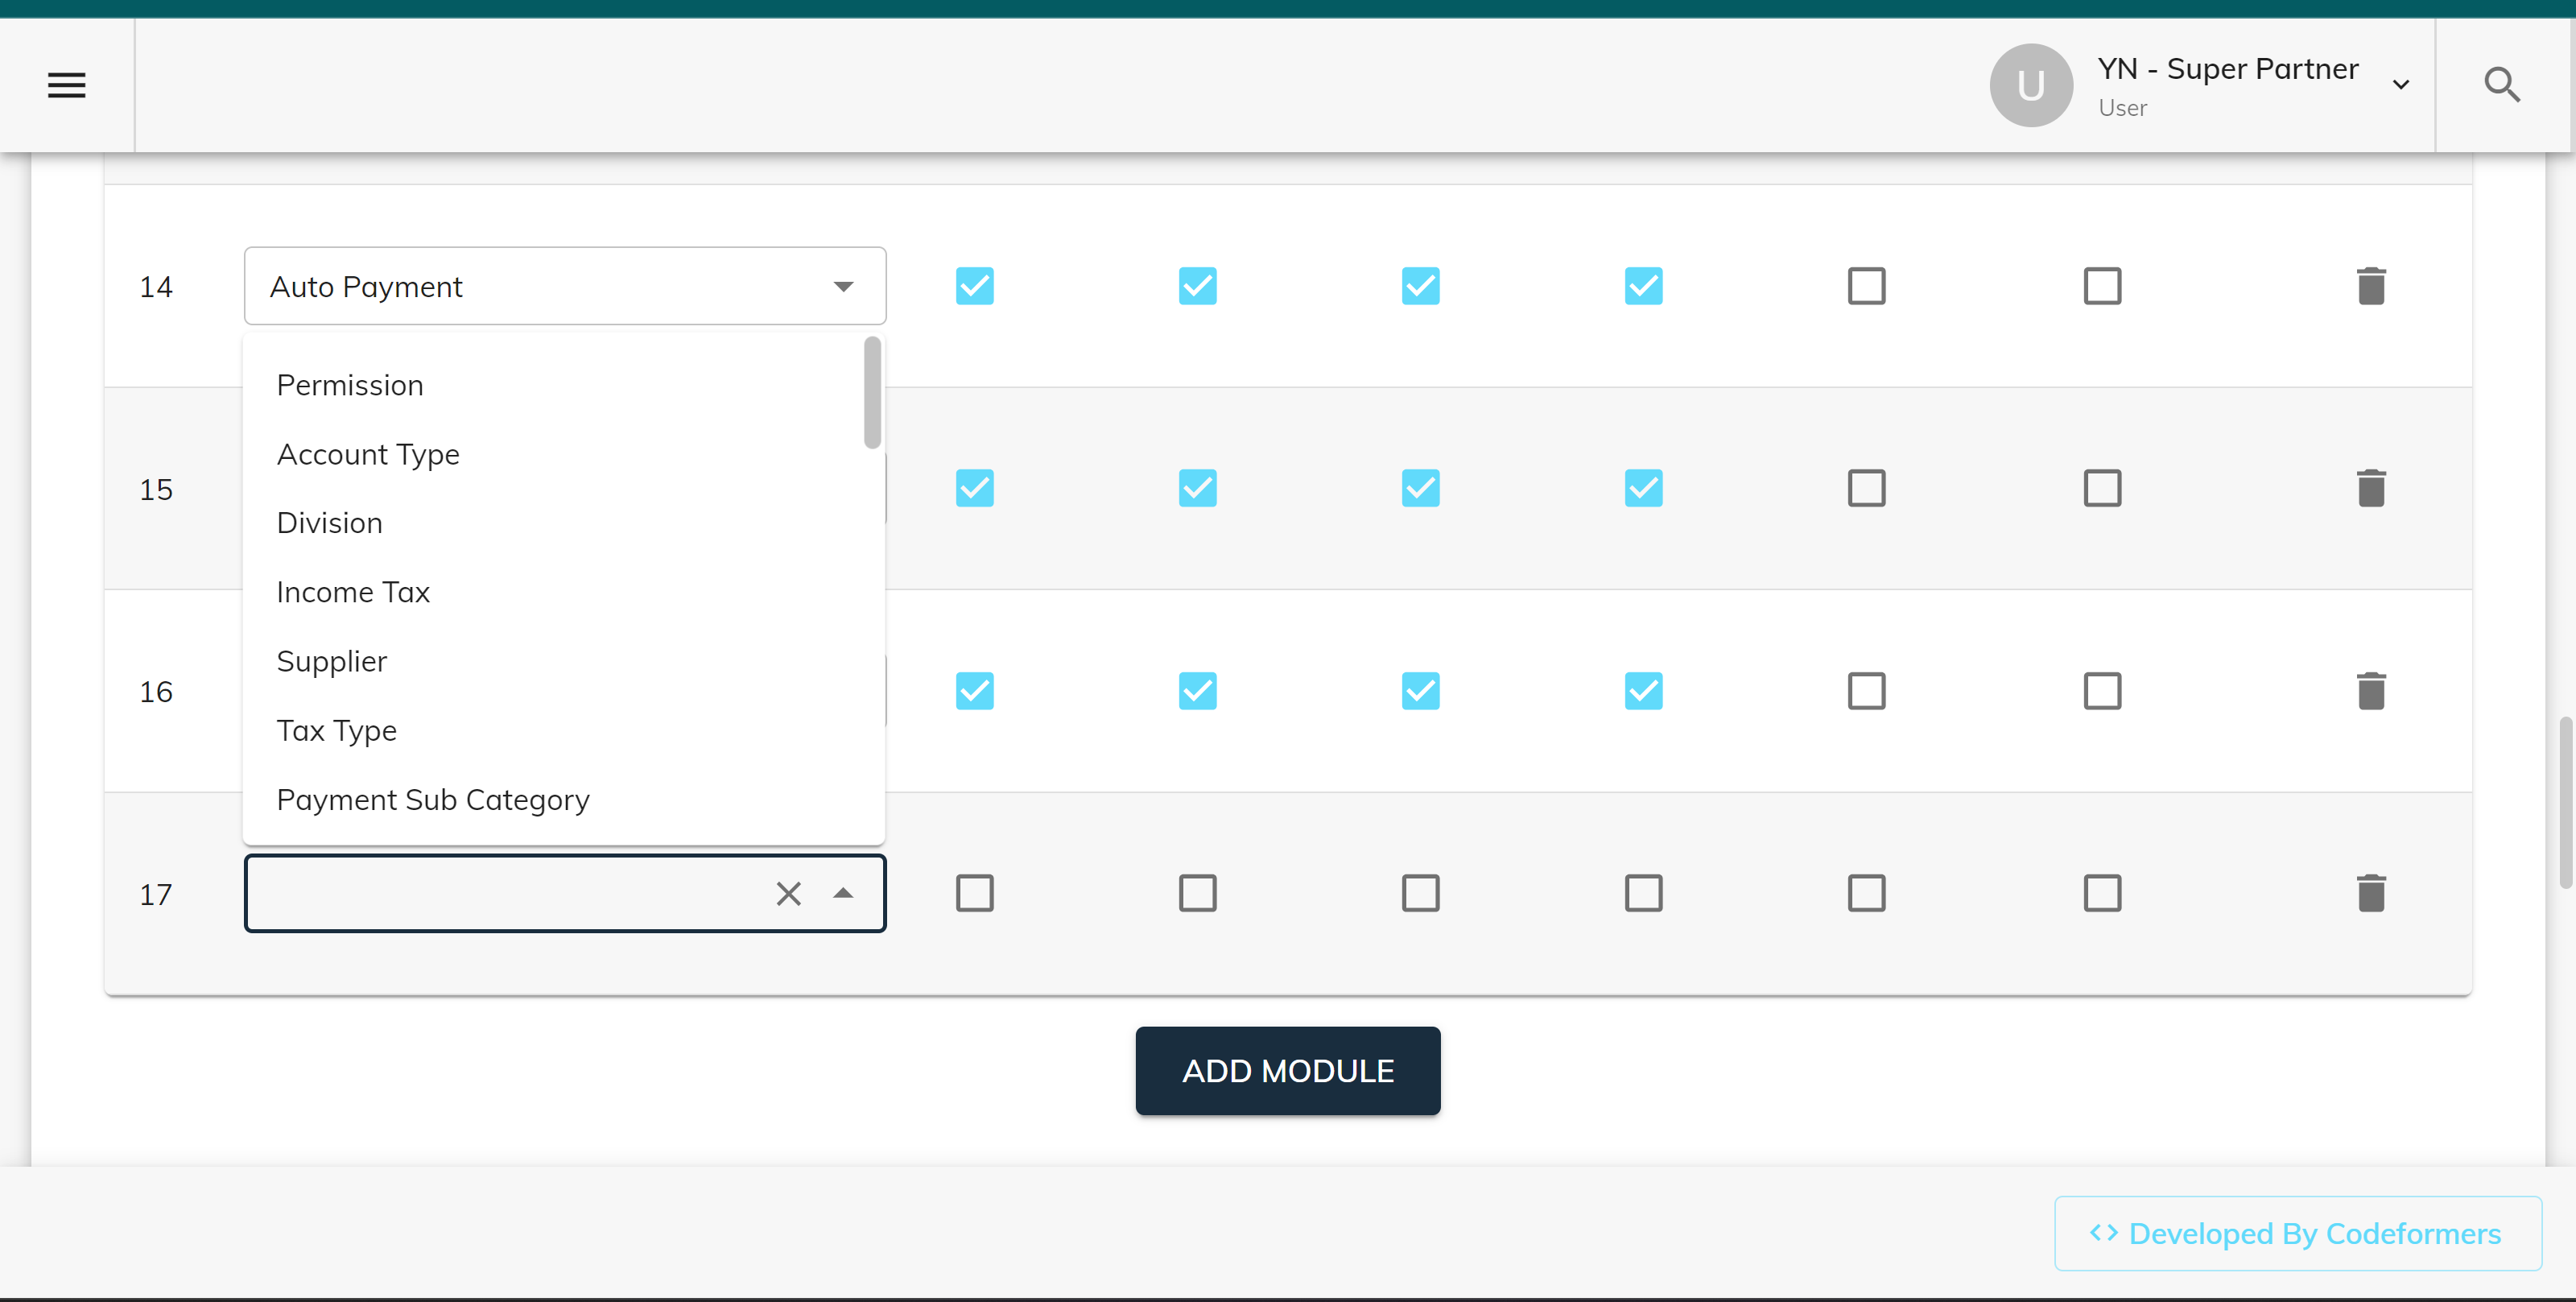 U
YN - Super Partner
User
14
Auto Payment
Permission
Account Type
15
Division
Income Tax
Supplier
16
Tax Type
Payment Sub Category
17
ADD MODULE
<> Developed By Codeformers